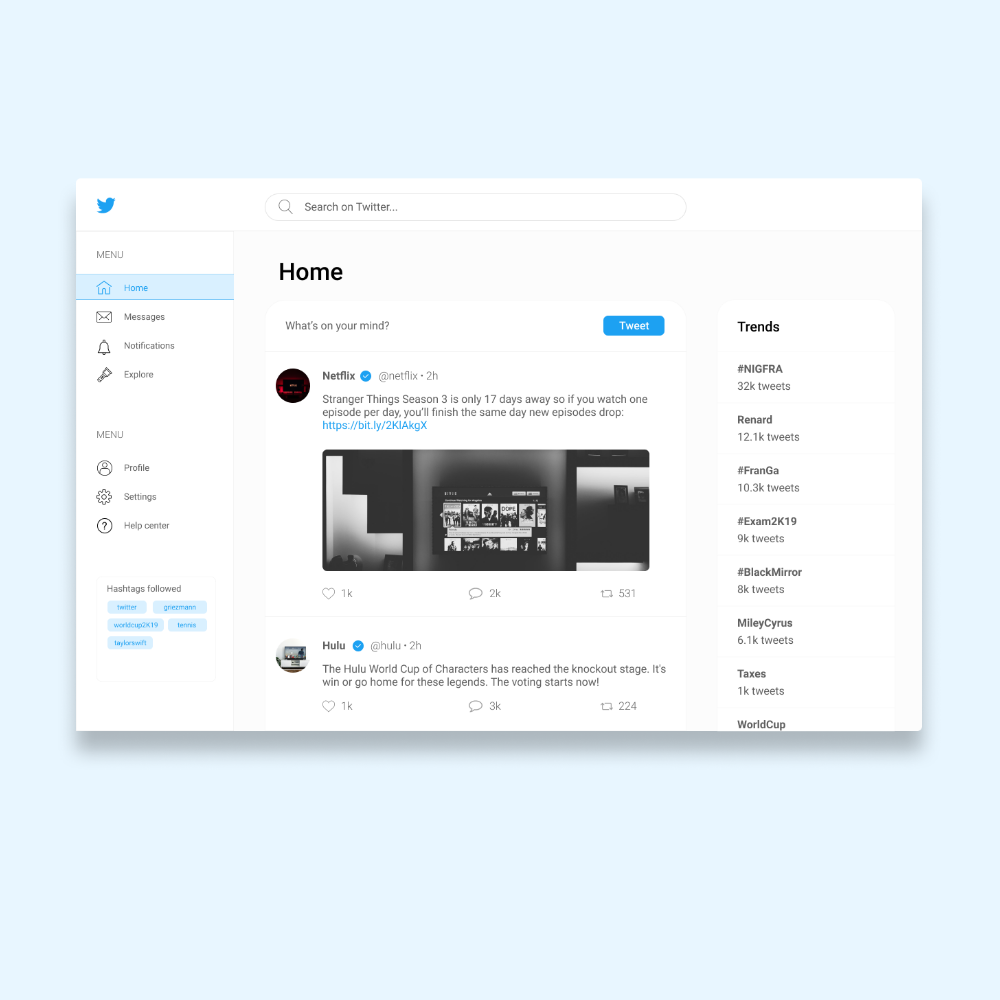 Search on Twitter...
MENU
Home
Messages
Notifications
Explore
MENU
Profile
Settings
Help center
Hashtags followed
twitter griezmann
worldcup2K19 tennis
taylorswift
Home
What's on your mind? Tweet
Netflix @netflix • 2h
Stranger Things Season 3 is only 17 days away so if you watch one
episode per day, you'll finish the same day new episodes drop:
https://bit.ly/2KlAkgX
DOPE
1k 2k 531
Hulu @hulu • 2h
The Hulu World Cup of Characters has reached the knockout stage. It's
win or go home for these legends. The voting starts now!
1k 3k 224
Trends
#NIGFRA
32k tweets
Renard
12.1k tweets
#FranGa
10.3k tweets
#Exam2K19
9k tweets
#BlackMirror
8k tweets
MileyCyrus
6.1k tweets
Taxes
1k tweets
WorldCup